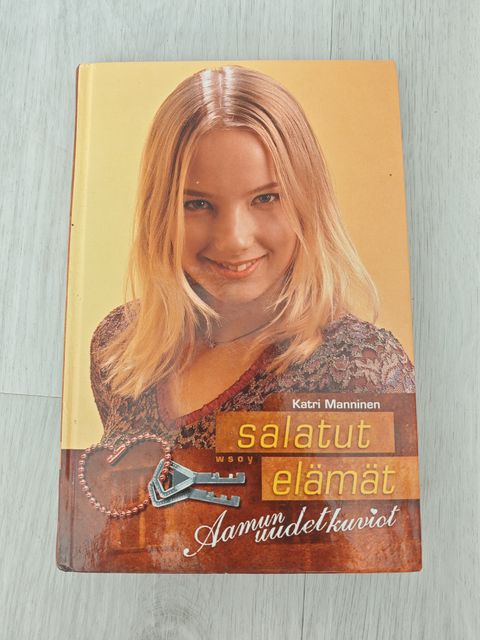 Katri Manninen
salatut
wsoy
elämät
Aamun
uudet kuviot